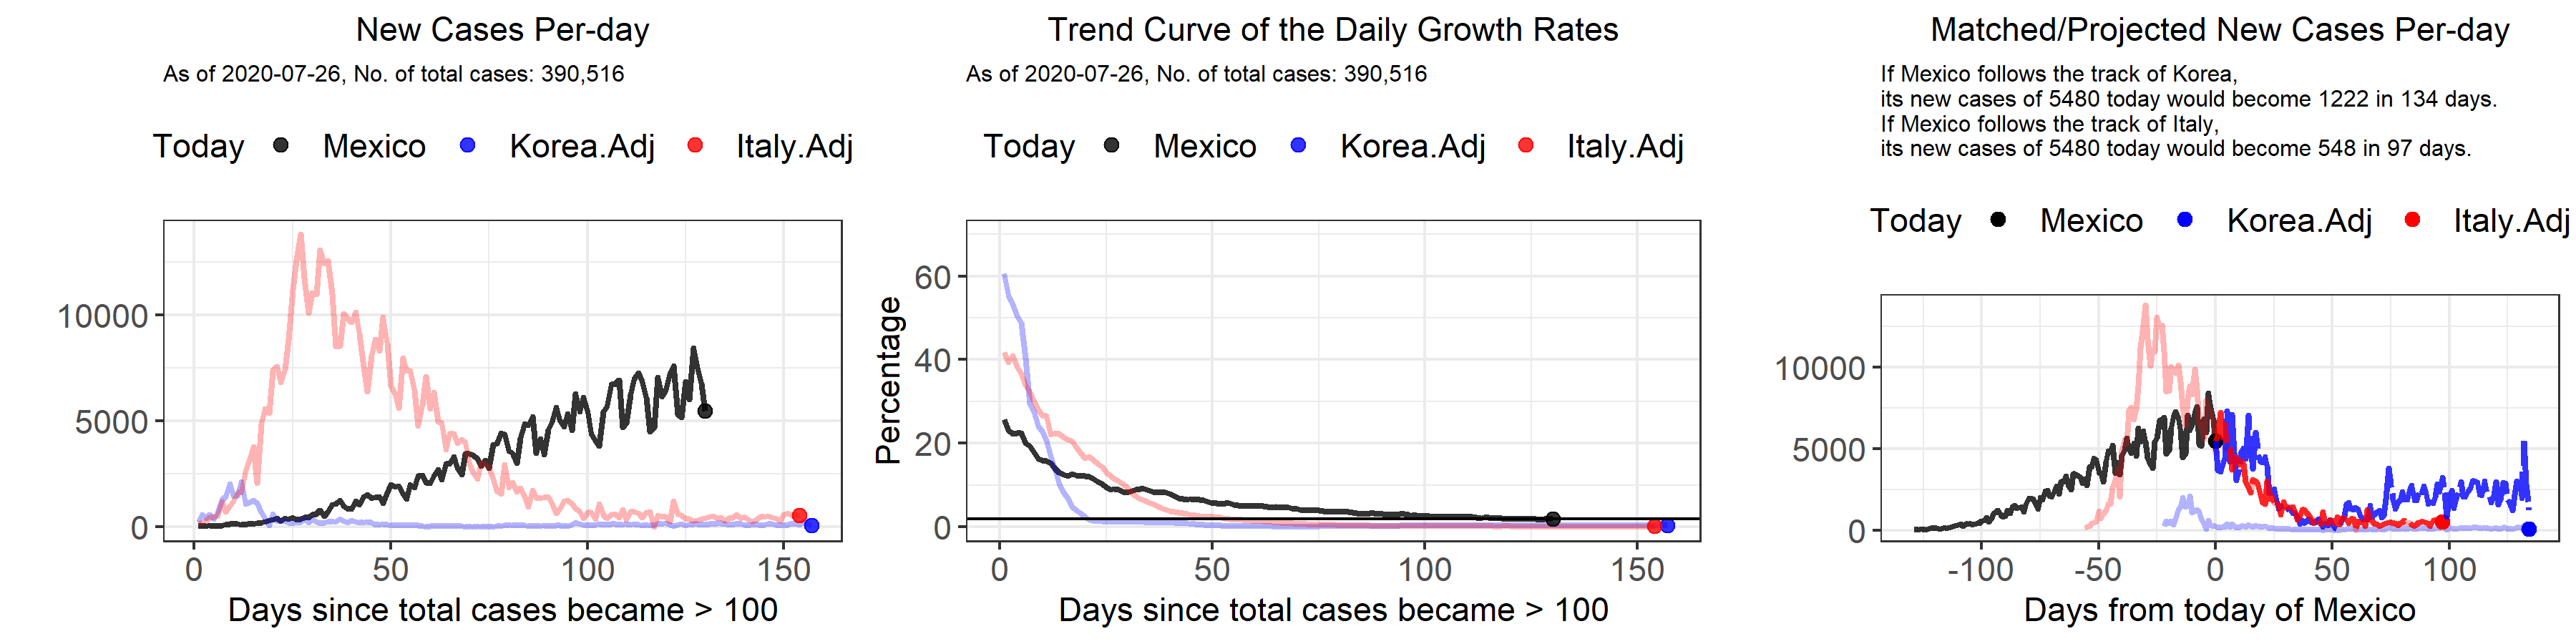 New Cases Per-day
As of 2020-07-26, No. of total cases: 390,516
Today Mexico Korea.Adj Italy.Adj
10000
5000
0
0 50 100 150
Days since total cases became > 100
Trend Curve of the Daily Growth Rates
As of 2020-07-26, No. of total cases: 390,516
Today Mexico Korea.Adj Italy.Adj
Percentage
60
40
20
0
0 50 100 150
Days since total cases became > 100
Matched/Projected New Cases Per-day
If Mexico follows the track of Korea,
its new cases of 5480 today would become 1222 in 134 days.
If Mexico follows the track of Italy,
its new cases of 5480 today would become 548 in 97 days.
Today Mexico Korea.Adj Italy.Adj
10000
5000
0
-100 -50 0 50 100
Days from today of Mexico